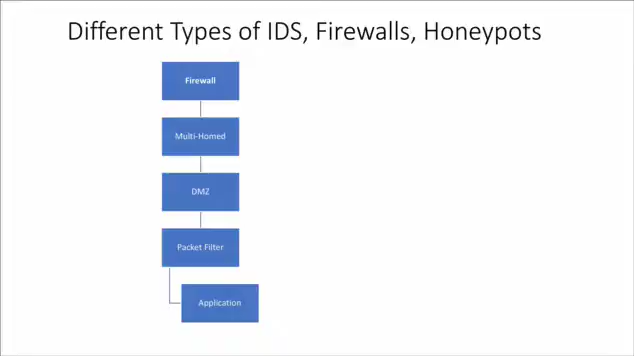 Different Types of IDS, Firewalls, Honeypots
Firewall
Multi-Homed
DMZ
Packet Filter
Application